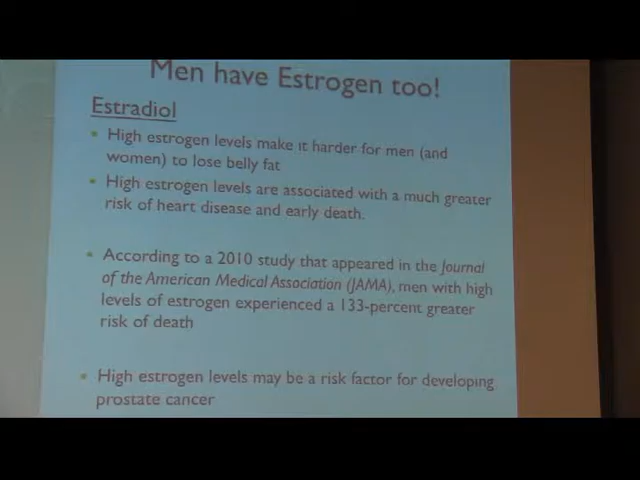 Men have Estrogen too!
Estradiol
• High estrogen levels make it harder for men (and
women) to lose belly fat
• High estrogen levels are associated with a much greater
risk of heart disease and early death.
• According to a 2010 study that appeared in the Journal
of the American Medical Association (JAMA), men with high
levels of estrogen experienced a 133-percent greater
risk of death
• High estrogen levels may be a risk factor for developing
prostate cancer